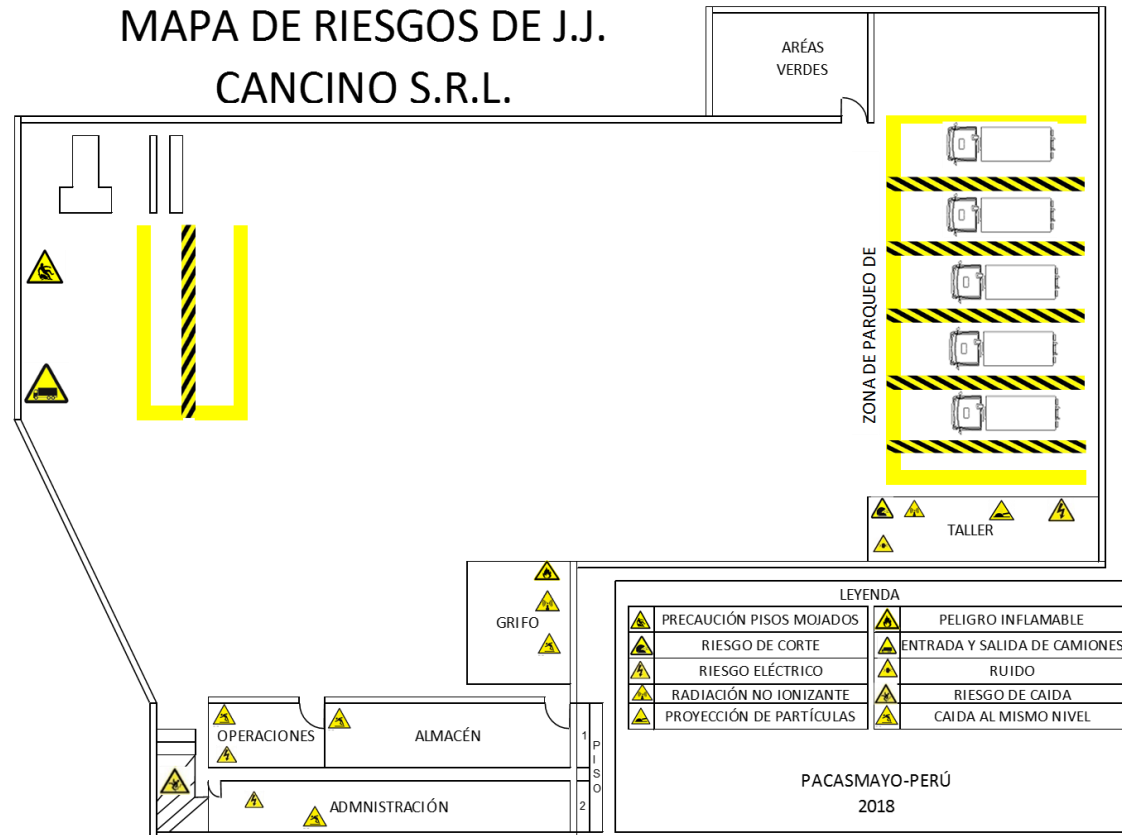 MAPA DE RIESGOS DE J.J.
CANCINO S.R.L.
ARÉAS
VERDES
ZONA DE PARQUEO DE
TALLER
GRIFO
OPERACIONES
ALMACÉN
ADMNISTRACIÓN
1
2
PISO
LEYENDA
PRECAUCIÓN PISOS MOJADOS
PELIGRO INFLAMABLE
RIESGO DE CORTE
ENTRADA Y SALIDA DE CAMIONES
RIESGO ELÉCTRICO
RUIDO
RADIACIÓN NO IONIZANTE
RIESGO DE CAIDA
PROYECCIÓN DE PARTÍCULAS
CAIDA AL MISMO NIVEL
PACASMAYO-PERÚ
2018